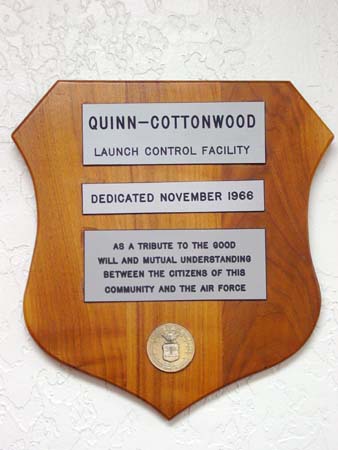 QUINN–COTTONWOOD
LAUNCH CONTROL FACILITY
DEDICATED NOVEMBER 1966
AS A TRIBUTE TO THE GOOD
WILL AND MUTUAL UNDERSTANDING
BETWEEN THE CITIZENS OF THIS
COMMUNITY AND THE AIR FORCE